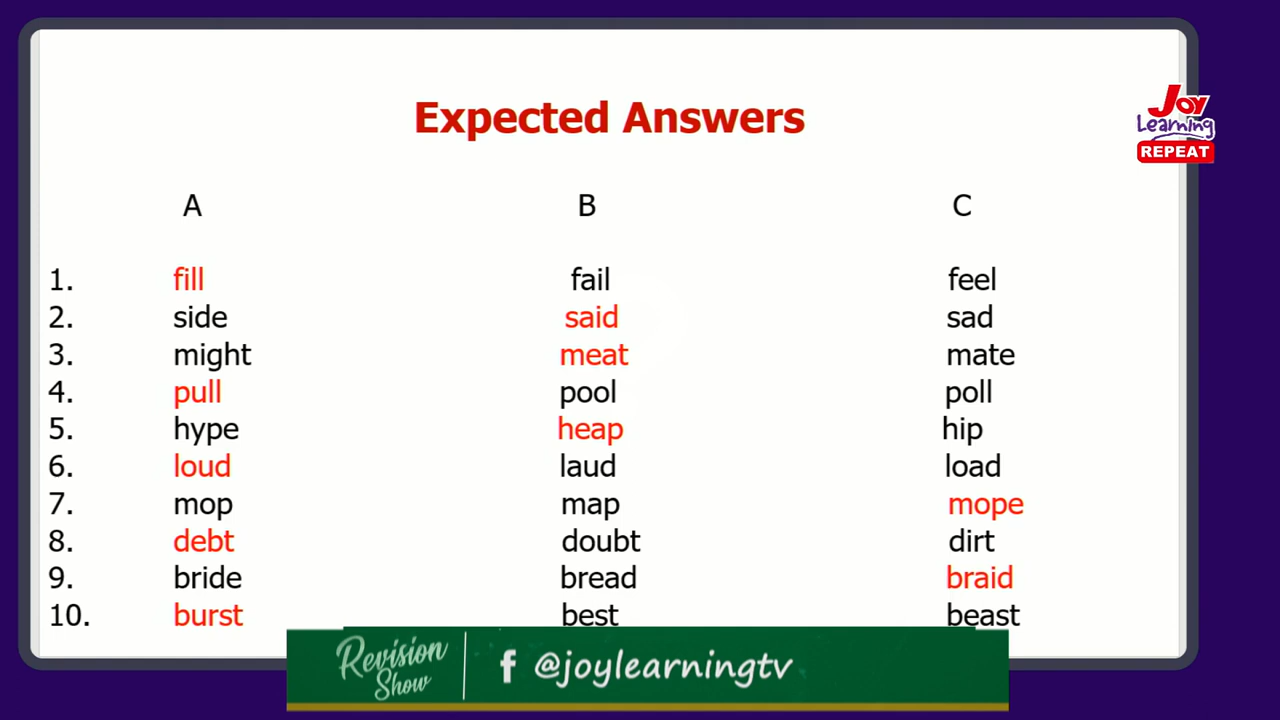 Expected Answers
Joy
Learning
REPEAT
A B C
1. fill fail feel
2. side said sad
3. might meat mate
4. pull pool poll
5. hype heap hip
6. loud laud load
7. mop map mope
8. debt doubt dirt
9. bride bread braid
10. burst best beast
Revision
Show
f @joylearningtv